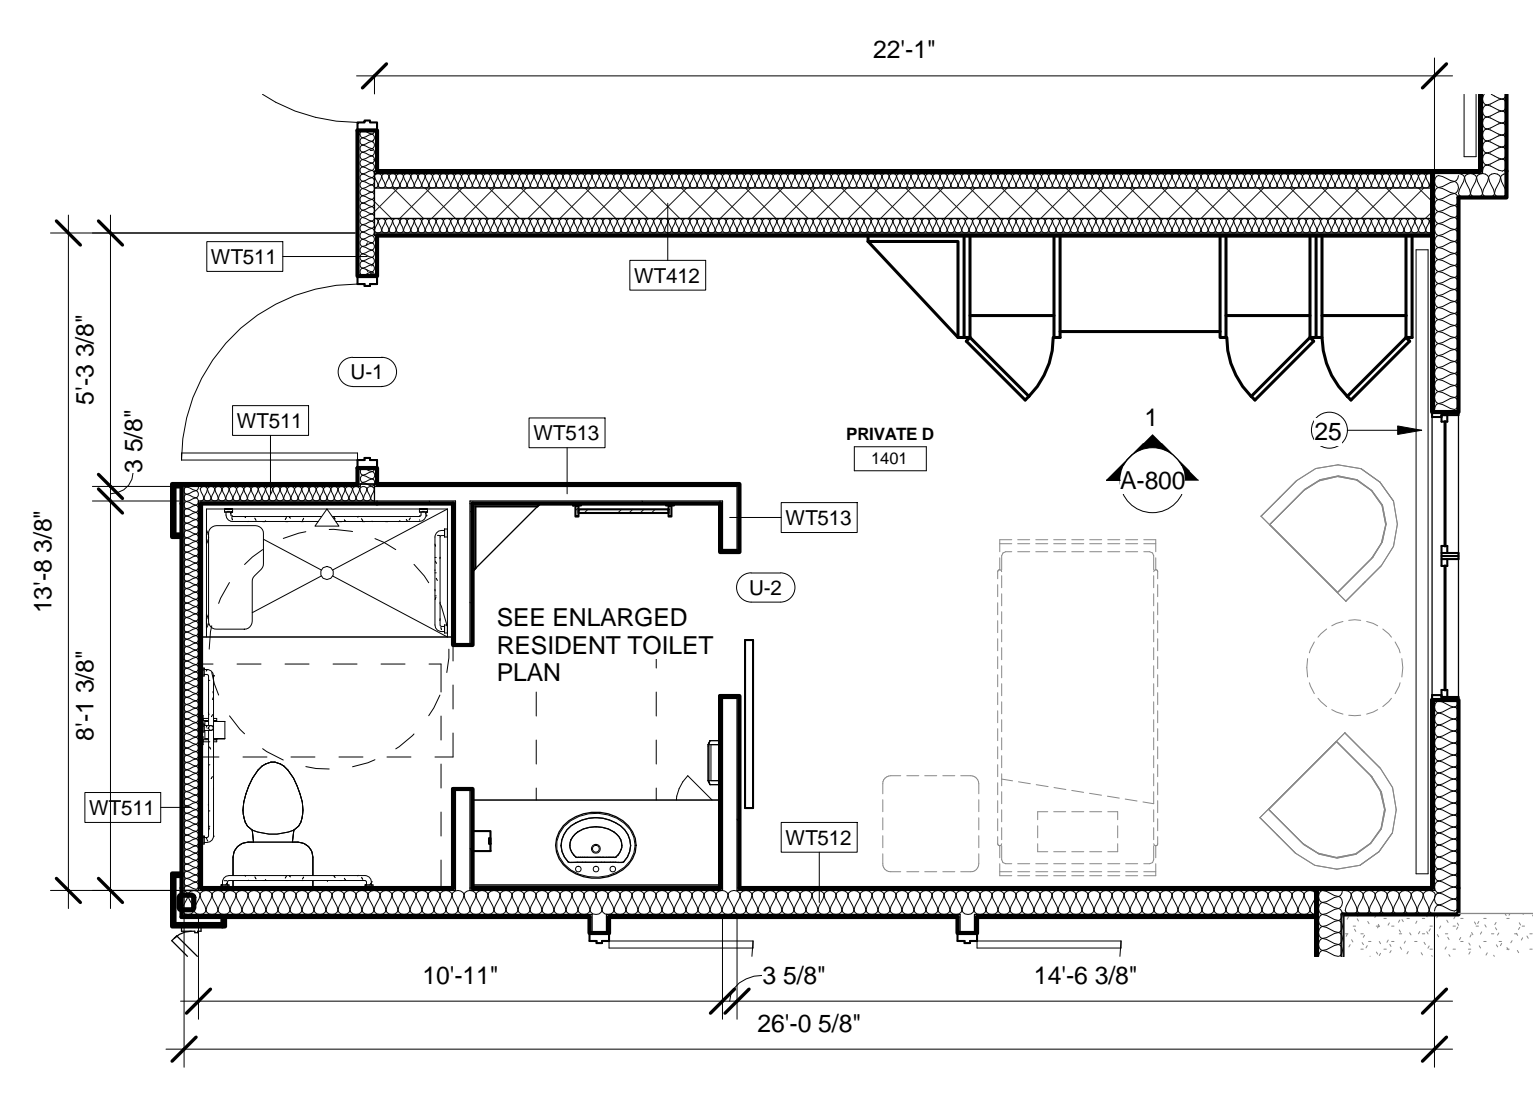 22'-1"
WT511
WT412
5'-3 3/8"
U-1
3 5/8"
WT511
WT513
PRIVATE D
1401
1
A-800
25
WT513
13'-8 3/8"
U-2
SEE ENLARGED
RESIDENT TOILET
PLAN
8'-1 3/8"
WT511
WT512
10'-11"
3 5/8"
14'-6 3/8"
26'-0 5/8"